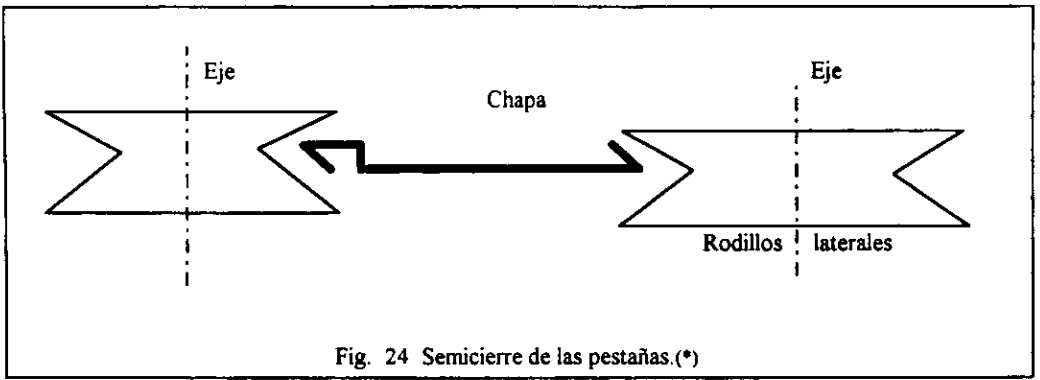 Eje
Eje
Chapa
Rodillos laterales
Fig. 24 Semicierre de las pestañas.(*)